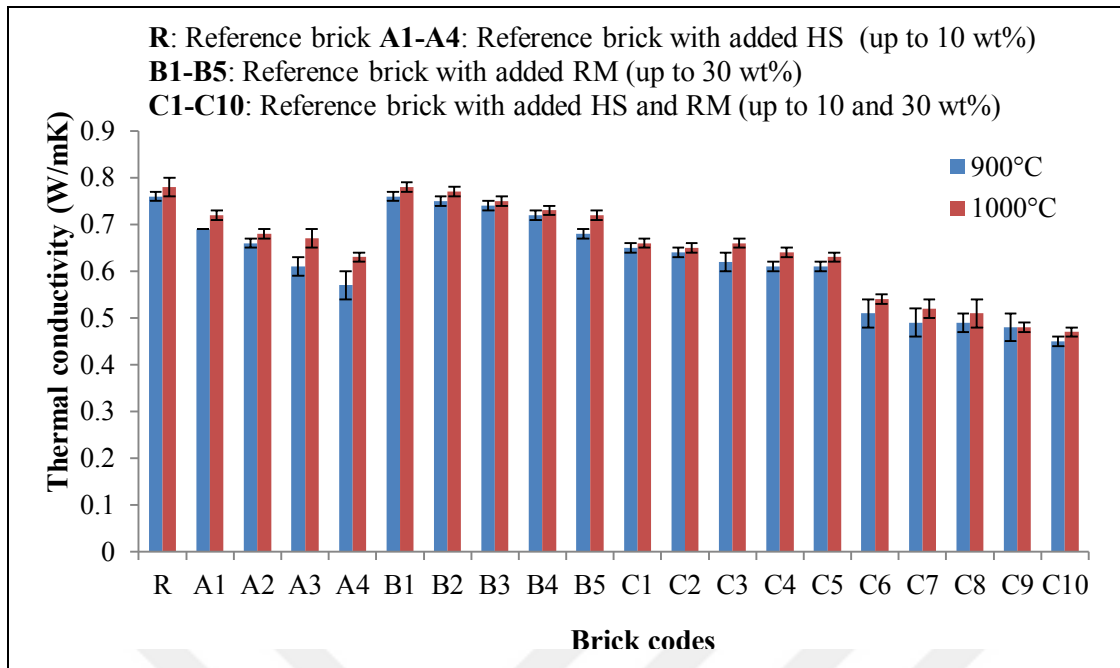 R: Reference brick A1-A4: Reference brick with added HS (up to 10 wt%)
B1-B5: Reference brick with added RM (up to 30 wt%)
C1-C10: Reference brick with added HS and RM (up to 10 and 30 wt%)
0.9
0.8
0.7
0.6
0.5
0.4
0.3
0.2
0.1
0
Thermal conductivity (W/mK)
900°C
1000°C
R A1 A2 A3 A4 B1 B2 B3 B4 B5 C1 C2 C3 C4 C5 C6 C7 C8 C9 C10
Brick codes